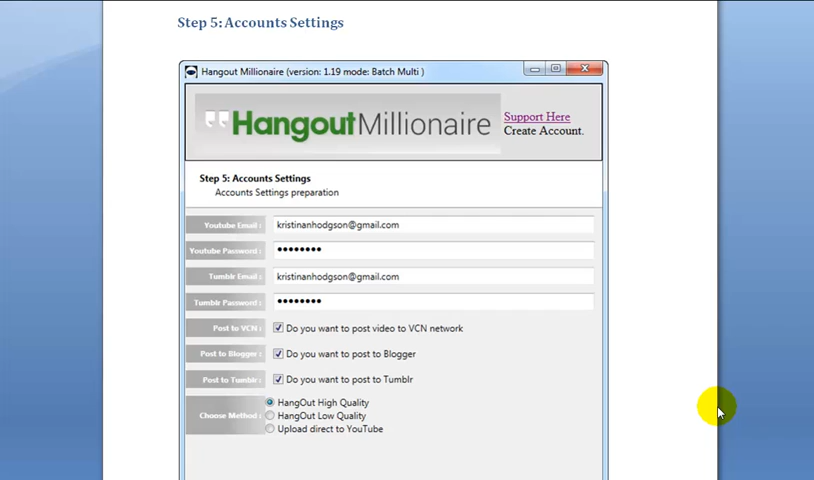 Step 5: Accounts Settings
Hangout Millionaire (version: 1.19 mode: Batch Multi )
HangoutMillionaire
Support Here
Create Account.
Step 5: Accounts Settings
Accounts Settings preparation
Youtube Email : kristinanhodgson@gmail.com
Youtube Password : ••••••••
Tumblr Email : kristinanhodgson@gmail.com
Tumblr Password : ••••••••
Post to VCN : Do you want to post video to VCN network
Post to Blogger : Do you want to post to Blogger
Post to Tumblr : Do you want to post to Tumblr
HangOut High Quality
Choose Method : HangOut Low Quality
Upload direct to YouTube